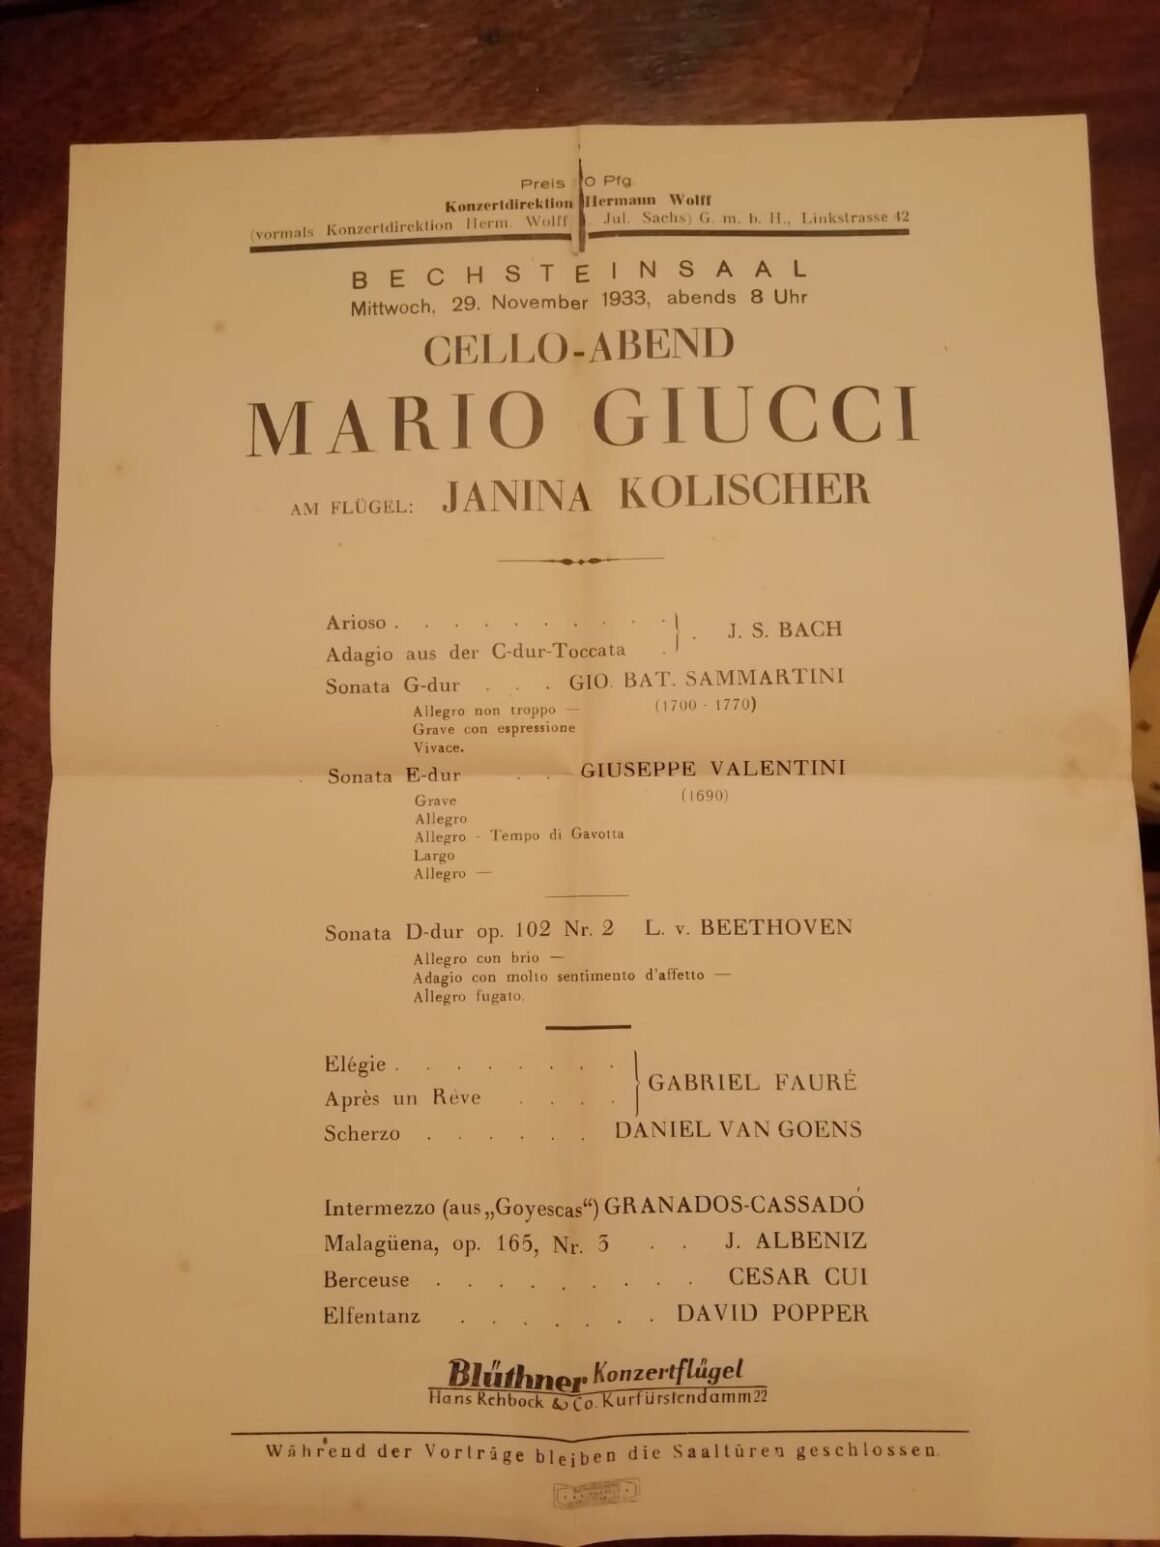 Preis 0 Pfg.
Konzertdirektion Hermann Wolff
(vormals Konzertdirektion Herm. Wolff Jul. Sachs) G. m. b. H., Linkstrasse 42
BECHSTEINSAAL
Mittwoch, 29. November 1933, abends 8 Uhr
CELLO-ABEND
MARIO GIUCCI
AM FLÜGEL: JANINA KOLISCHER
Arioso . . . . . . . . . . } . J. S. BACH
Adagio aus der C-dur-Toccata .
Sonata G-dur . . . GIO. BAT. SAMMARTINI
(1700 - 1770)
Allegro non troppo —
Grave con espressione
Vivace.
Sonata E-dur . . GIUSEPPE VALENTINI
(1690)
Grave
Allegro
Allegro - Tempo di Gavotta
Largo
Allegro —
Sonata D-dur op. 102 Nr. 2 L. v. BEETHOVEN
Allegro con brio —
Adagio con molto sentimento d'affetto —
Allegro fugato.
Elégie . . . . . . . . } GABRIEL FAURÉ
Après un Rêve . . . .
Scherzo . . . . . . DANIEL VAN GOENS
Intermezzo (aus „Goyescas“) GRANADOS-CASSADÓ
Malagüena, op. 165, Nr. 3 . . J. ALBENIZ
Berceuse . . . . . . . . . CESAR CUI
Elfentanz . . . . . . . DAVID POPPER
Blüthner Konzertflügel
Hans Rehbock & Co. Kurfürstendamm 22
Während der Vorträge bleiben die Saaltüren geschlossen.